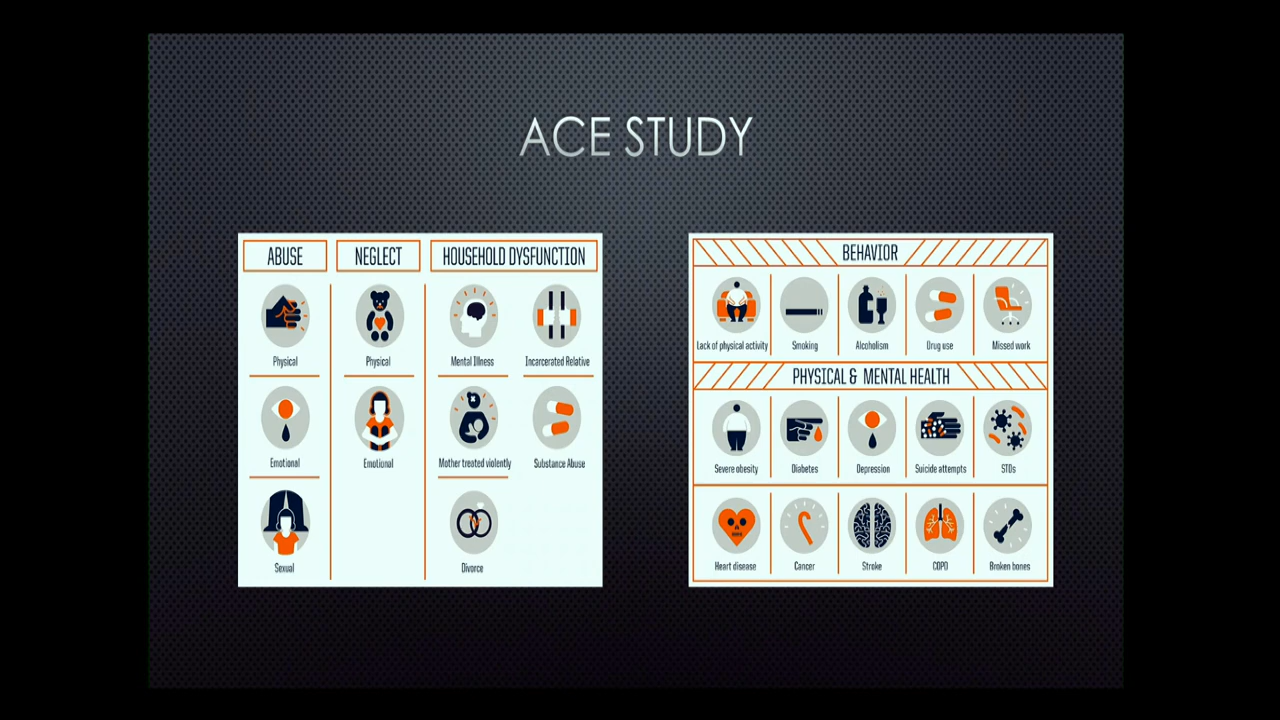 ACE STUDY
ABUSE
NEGLECT
HOUSEHOLD DYSFUNCTION
Physical
Physical
Mental Illness
Incarcerated Relative
Emotional
Emotional
Mother treated violently
Substance Abuse
Sexual
Divorce
BEHAVIOR
Lack of physical activity
Smoking
Alcoholism
Drug use
Missed work
PHYSICAL & MENTAL HEALTH
Severe obesity
Diabetes
Depression
Suicide attempts
STDs
Heart disease
Cancer
Stroke
COPD
Broken bones